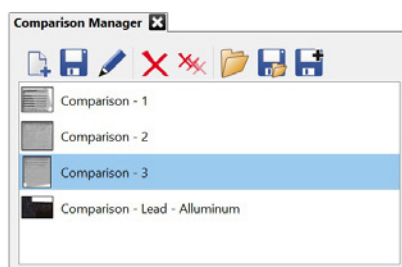 Comparison Manager
Comparison - 1
Comparison - 2
Comparison - 3
Comparison - Lead - Alluminum